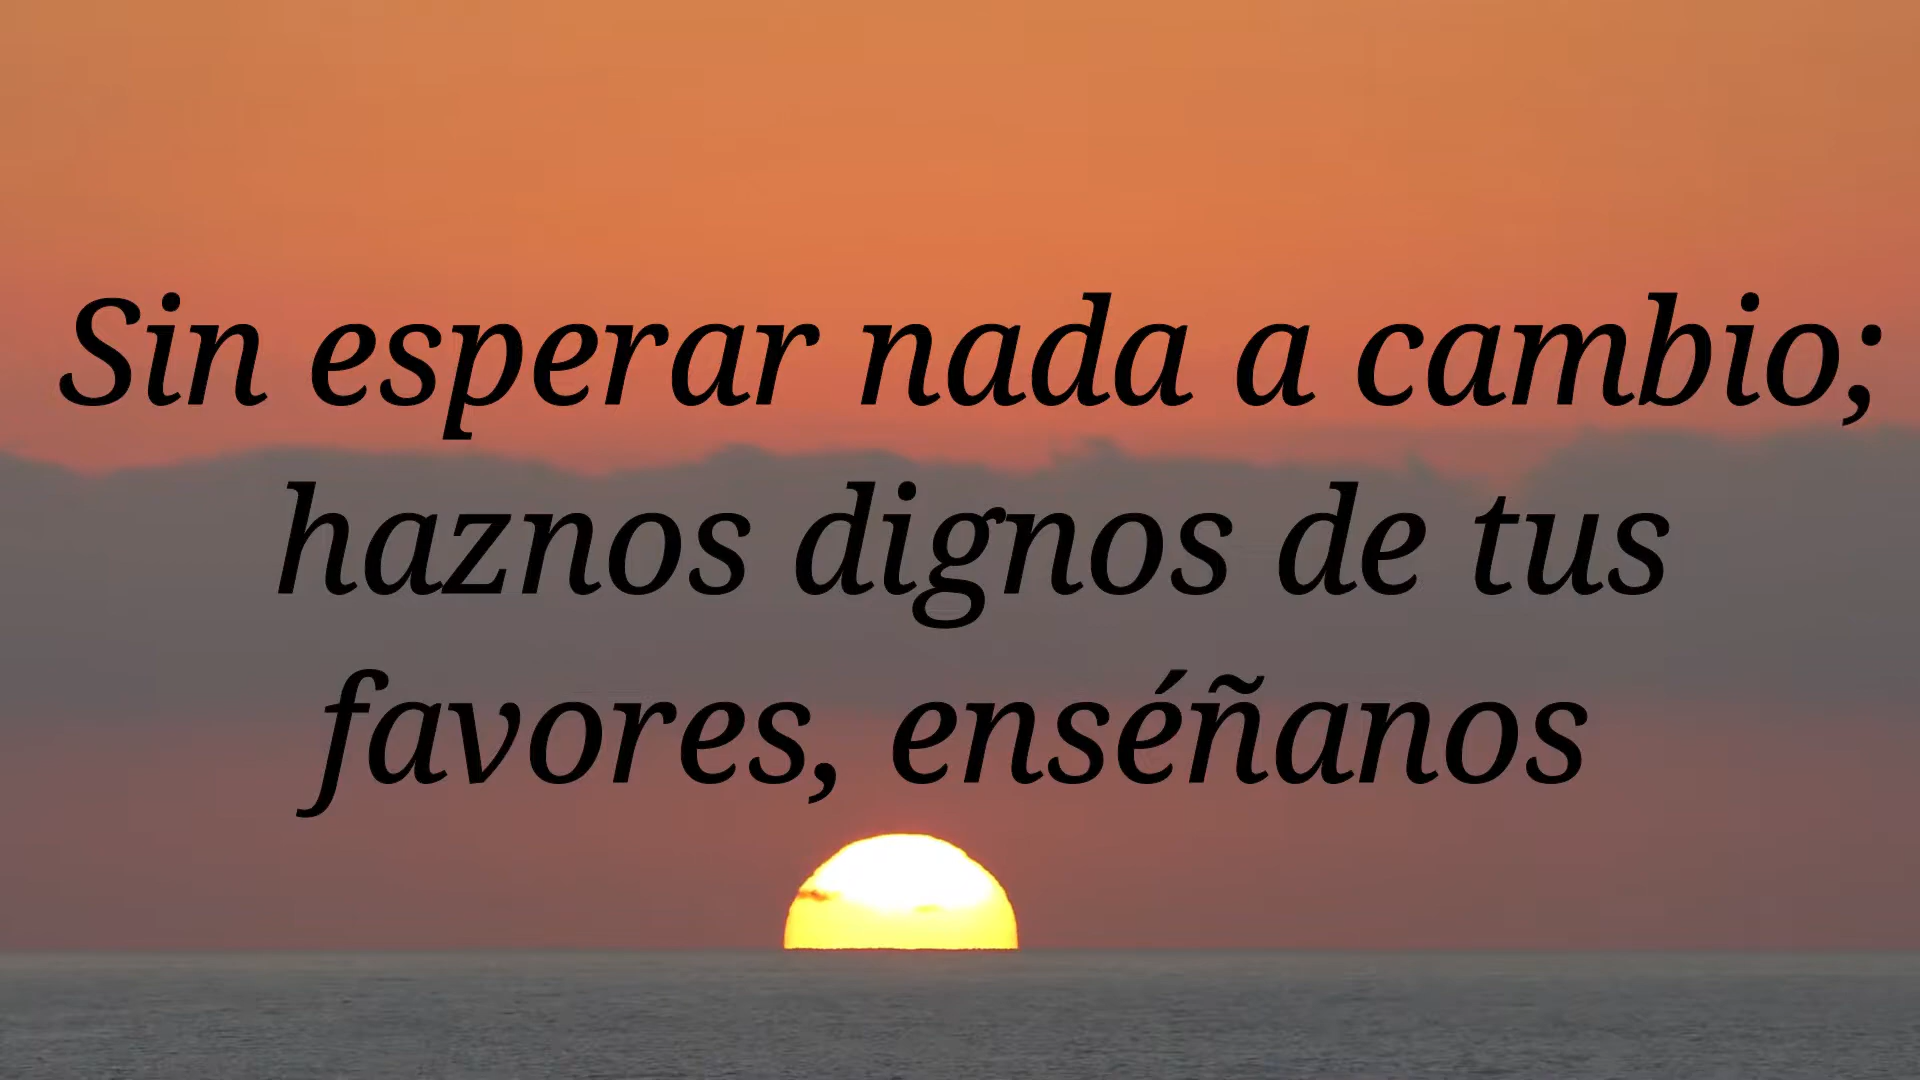 Sin esperar nada a cambio;
haznos dignos de tus
favores, enséñanos